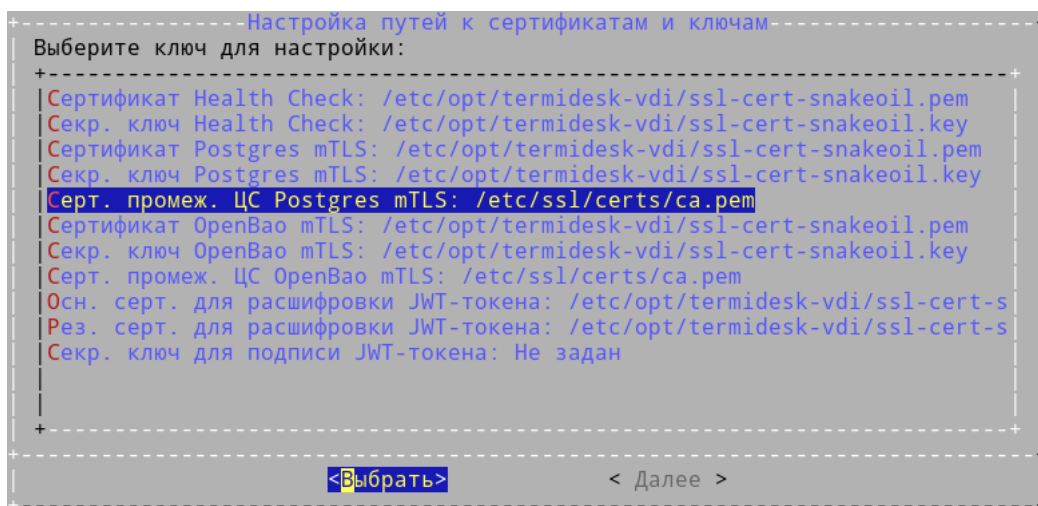 Настройка путей к сертификатам и ключам
Выберите ключ для настройки:
Сертификат Health Check: /etc/opt/termidesk-vdi/ssl-cert-snakeoil.pem
Секр. ключ Health Check: /etc/opt/termidesk-vdi/ssl-cert-snakeoil.key
Сертификат Postgres mTLS: /etc/opt/termidesk-vdi/ssl-cert-snakeoil.pem
Секр. ключ Postgres mTLS: /etc/opt/termidesk-vdi/ssl-cert-snakeoil.key
Серт. промеж. ЦС Postgres mTLS: /etc/ssl/certs/ca.pem
Сертификат OpenBao mTLS: /etc/opt/termidesk-vdi/ssl-cert-snakeoil.pem
Секр. ключ OpenBao mTLS: /etc/opt/termidesk-vdi/ssl-cert-snakeoil.key
Серт. промеж. ЦС OpenBao mTLS: /etc/ssl/certs/ca.pem
Осн. серт. для расшифровки JWT-токена: /etc/opt/termidesk-vdi/ssl-cert-s
Рез. серт. для расшифровки JWT-токена: /etc/opt/termidesk-vdi/ssl-cert-s
Секр. ключ для подписи JWT-токена: Не задан
<Выбрать> < Далее >